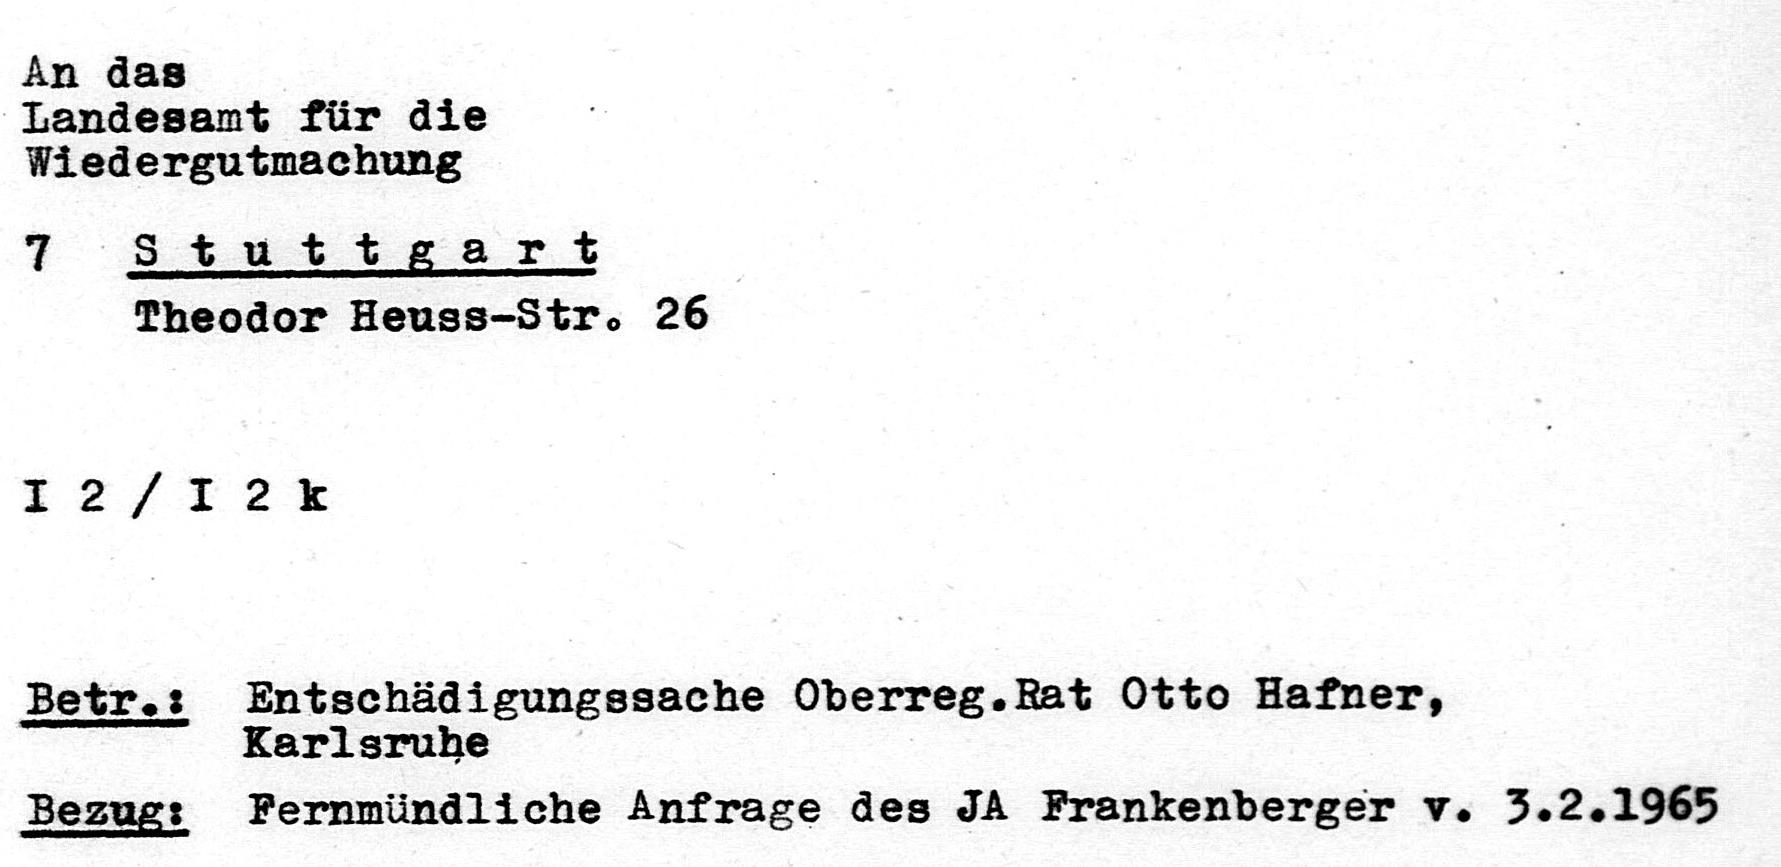 An das
Landesamt für die
Wiedergutmachung
7 Stuttgart
Theodor Heuss-Str. 26
I 2 / I 2 k
Betr.: Entschädigungssache Oberreg.Rat Otto Hafner,
Karlsruhe
Bezug: Fernmündliche Anfrage des JA Frankenberger v. 3.2.1965